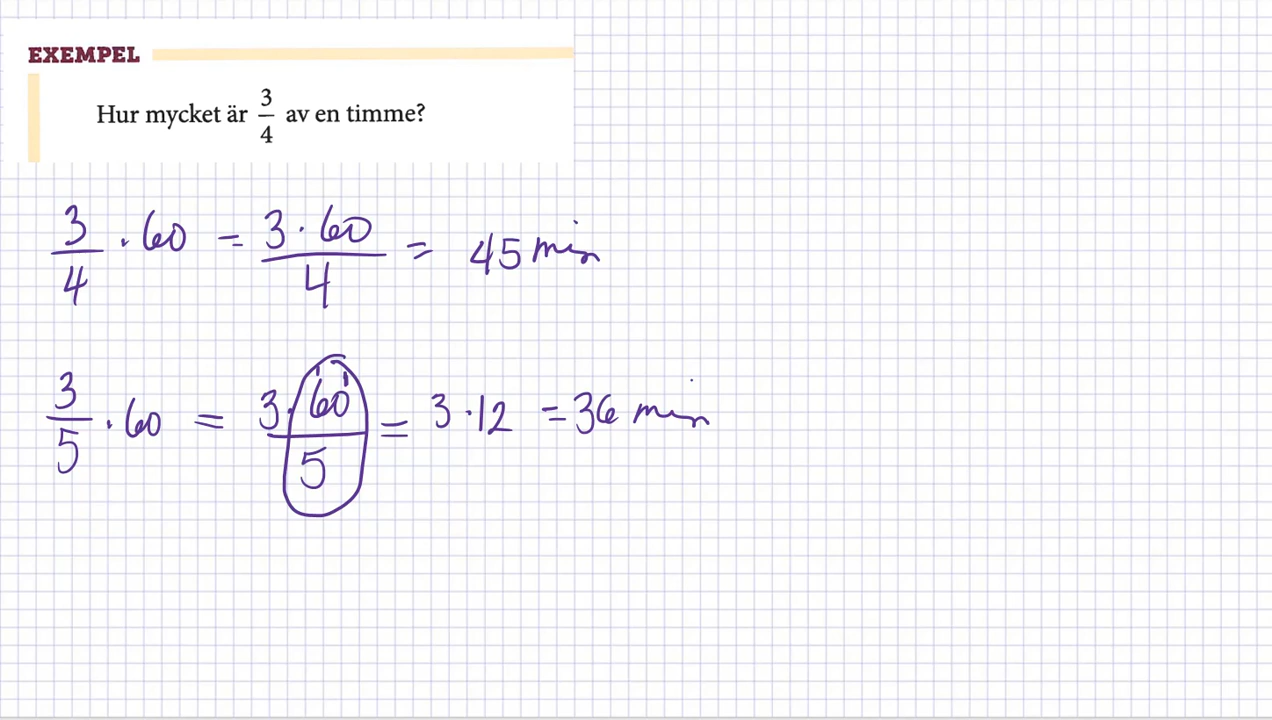 EXEMPEL
Hur mycket är 3/4 av en timme?
3/4 · 60 = 3 · 60/4 = 45 min
3/5 · 60 = 3 · 60/5 = 3 · 12 = 36 min